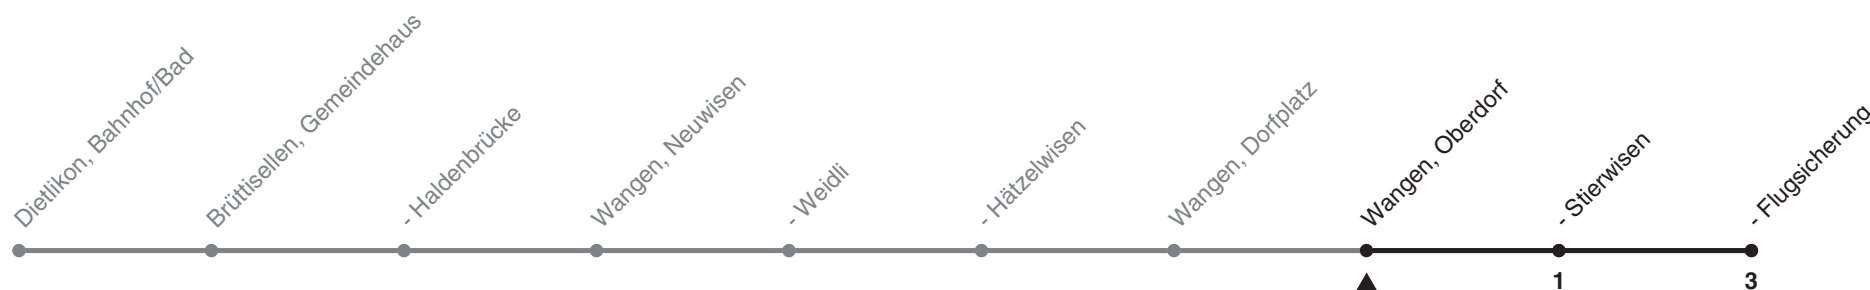 Dietlikon, Bahnhof/Bad
Brüttisellen, Gemeindehaus
- Haldenbrücke
Wangen, Neuwisen
- Weidli
- Hätzelwisen
Wangen, Dorfplatz
Wangen, Oberdorf
- Stierwisen
- Flugsicherung
1
3